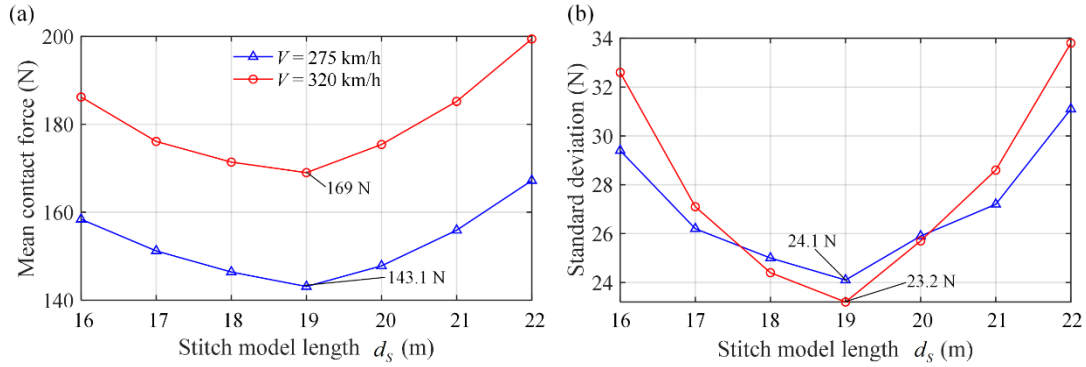 (a)
Mean contact force (N)
200
180
160
140
V = 275 km/h
V = 320 km/h
169 N
143.1 N
16 17 18 19 20 21 22
Stitch model length ds (m)
(b)
Standard deviation (N)
34
32
30
28
26
24
24.1 N
23.2 N
16 17 18 19 20 21 22
Stitch model length ds (m)